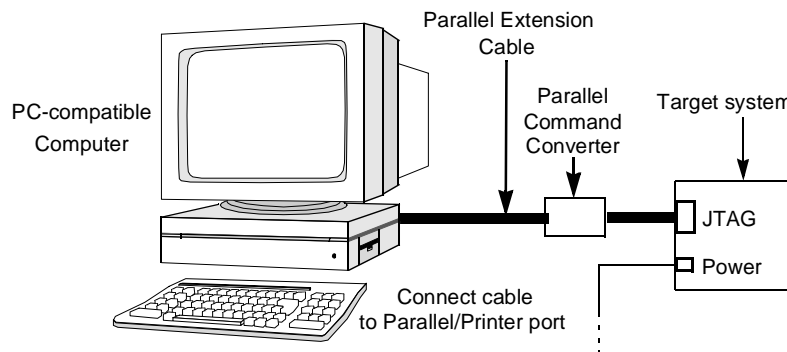 Parallel Extension
Cable
PC-compatible
Computer
Parallel
Command
Converter
Target system
JTAG
Power
Connect cable
to Parallel/Printer port